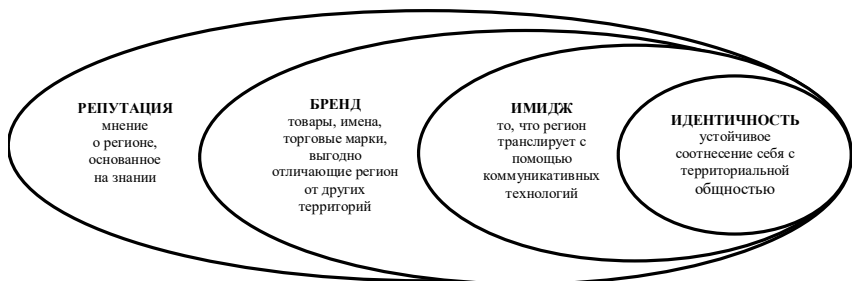 РЕПУТАЦИЯ
мнение
о регионе,
основанное
на знании
БРЕНД
товары, имена,
торговые марки,
выгодно
отличающие регион
от других
территорий
ИМИДЖ
то, что регион
транслирует с
помощью
коммуникативных
технологий
ИДЕНТИЧНОСТЬ
устойчивое
соотнесение себя с
территориальной
общностью